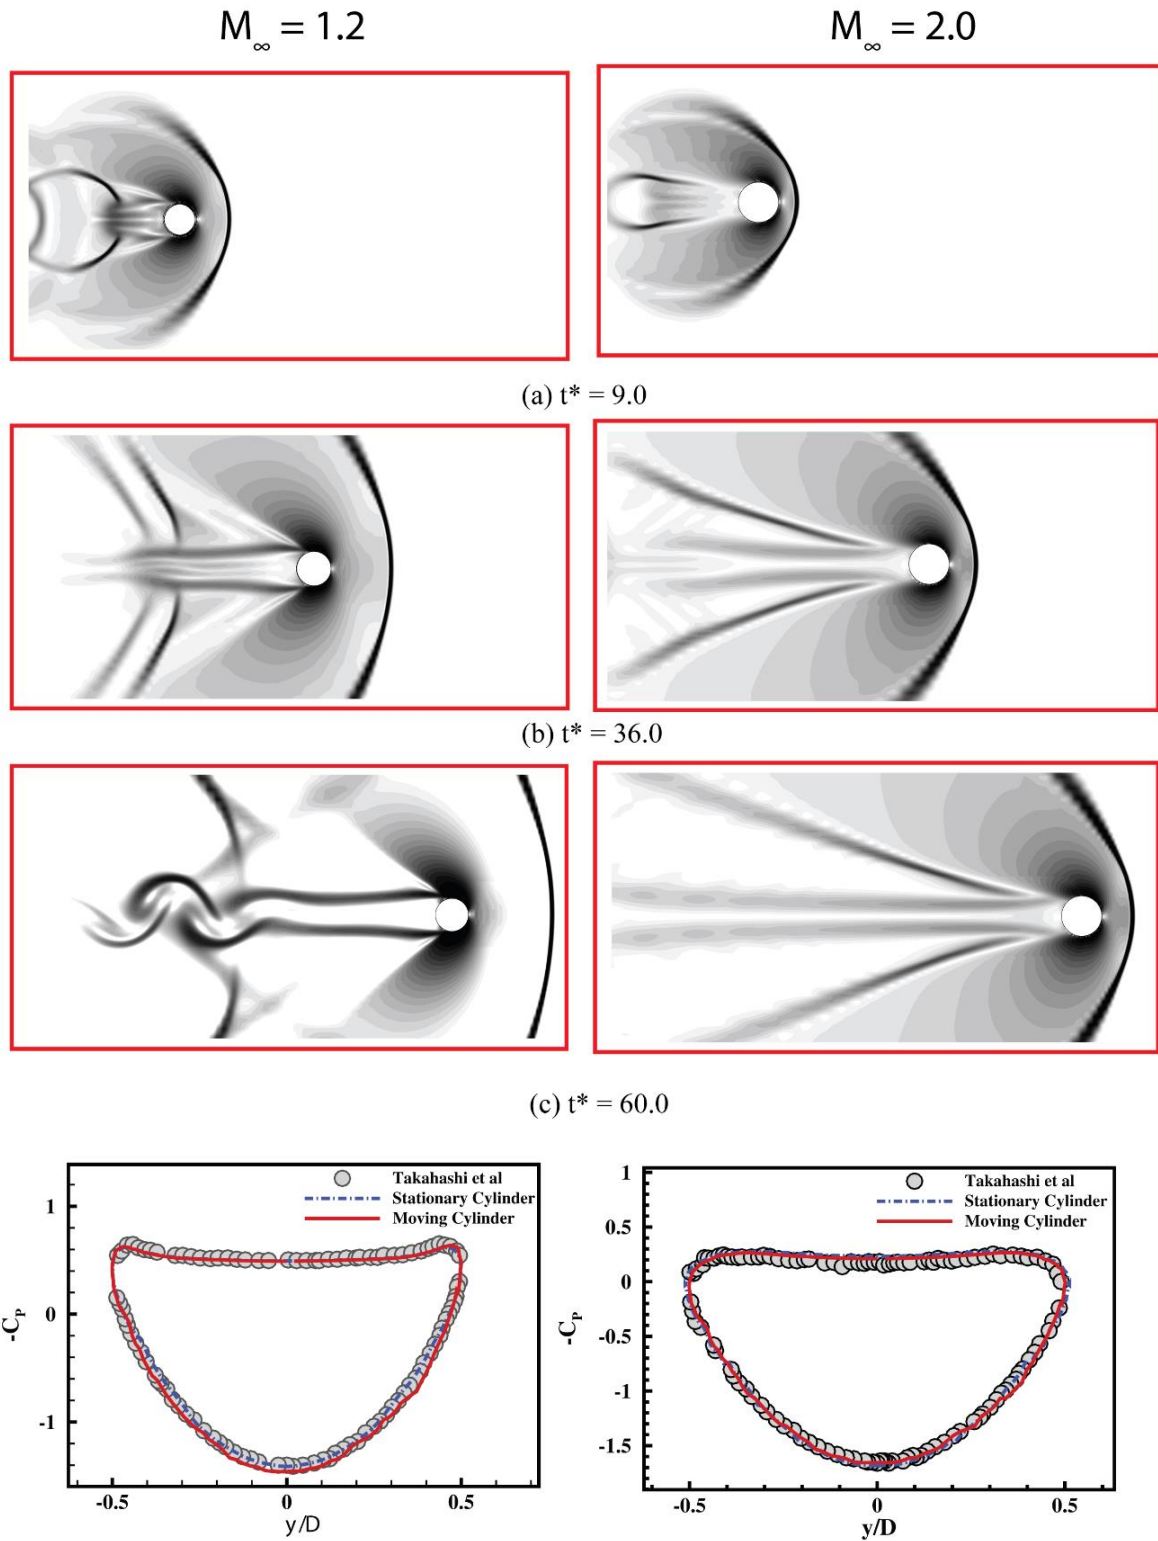 M∞ = 1.2
M∞ = 2.0
(a) t* = 9.0
(b) t* = 36.0
(c) t* = 60.0
Takahashi et al
Stationary Cylinder
Moving Cylinder
1
0
-1
-Cp
-0.5
0
0.5
y/D
Takahashi et al
Stationary Cylinder
Moving Cylinder
1
0.5
0
-0.5
-1
-1.5
-Cp
-0.5
0
0.5
y/D